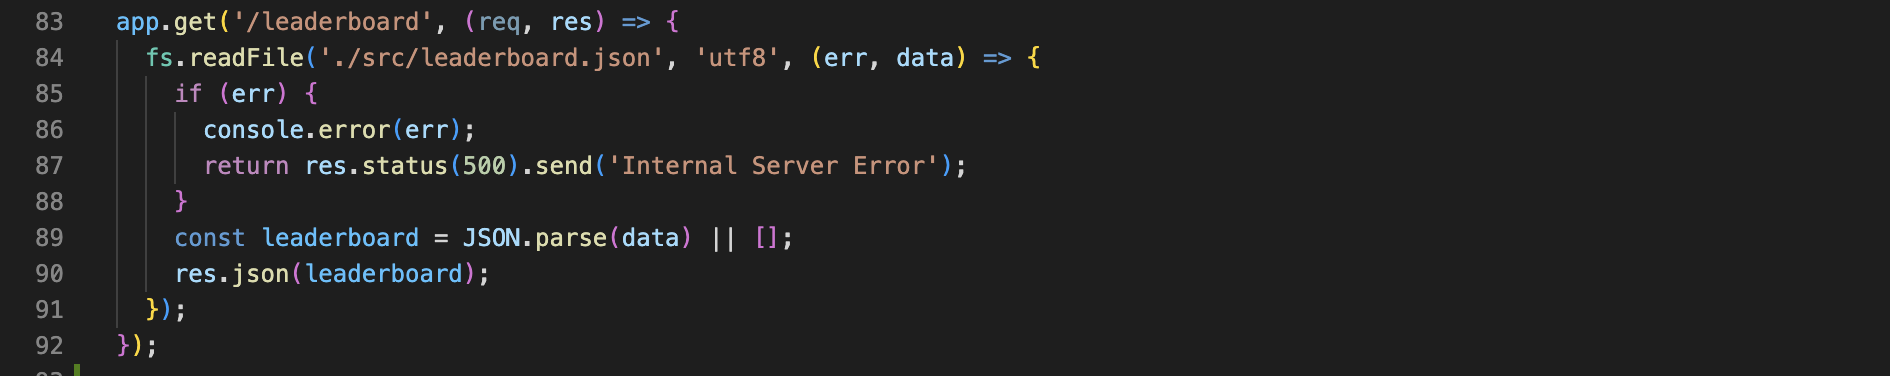 83 app.get('/leaderboard', (req, res) => {
84 fs.readFile('./src/leaderboard.json', 'utf8', (err, data) => {
85 if (err) {
86 console.error(err);
87 return res.status(500).send('Internal Server Error');
88 }
89 const leaderboard = JSON.parse(data) || [];
90 res.json(leaderboard);
91 });
92 });